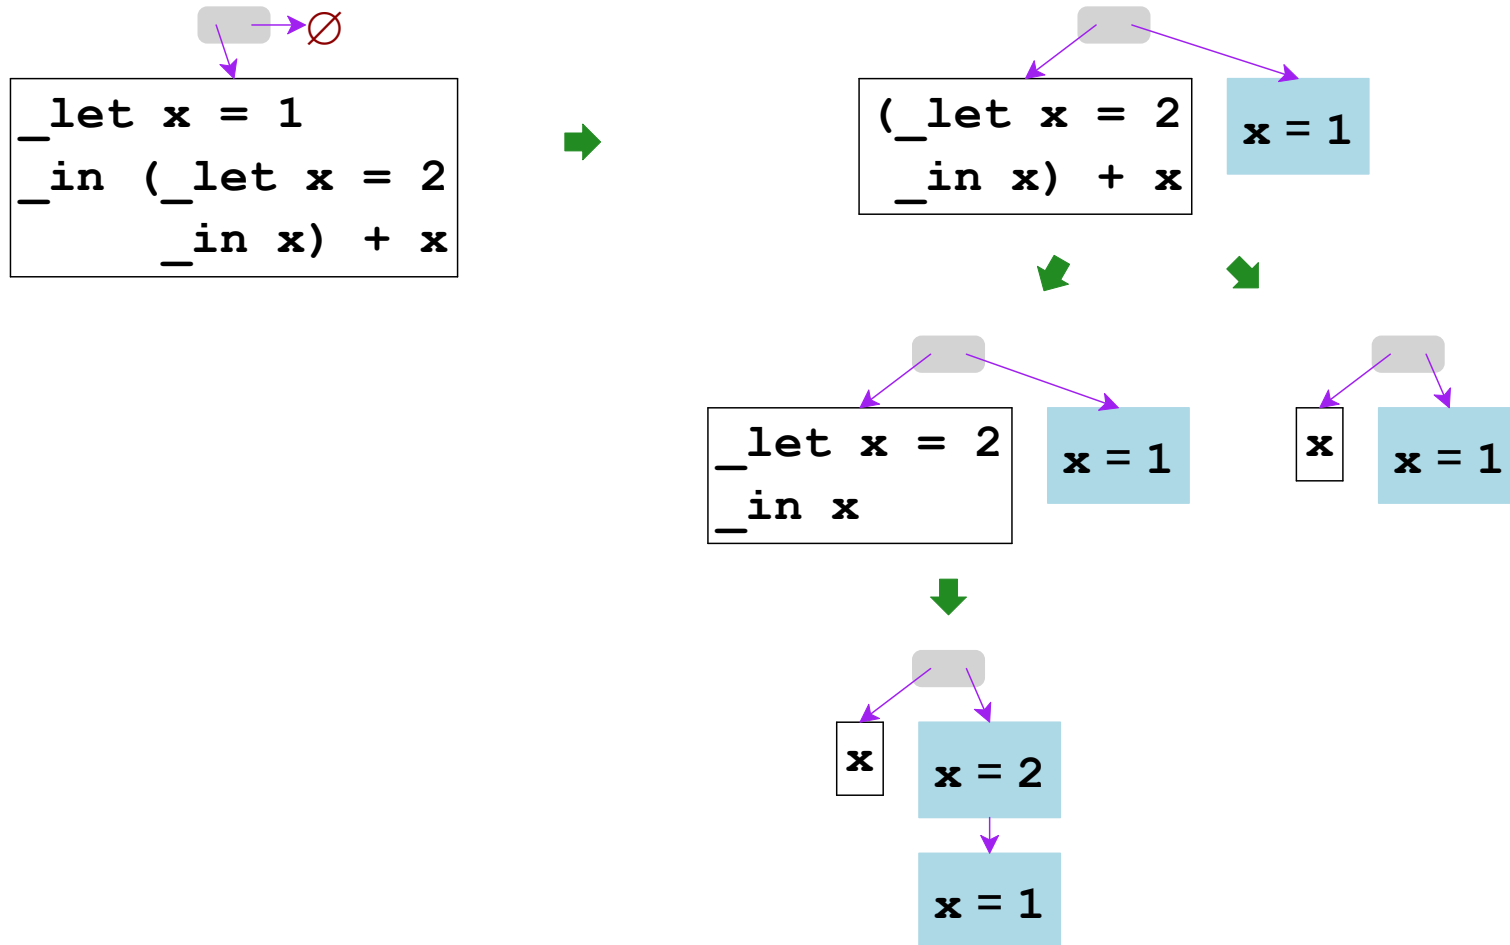 ∅
_let x = 1
_in (_let x = 2
_in x) + x
(_let x = 2
_in x) + x
x = 1
_let x = 2
_in x
x = 1
x
x = 1
x
x = 2
x = 1